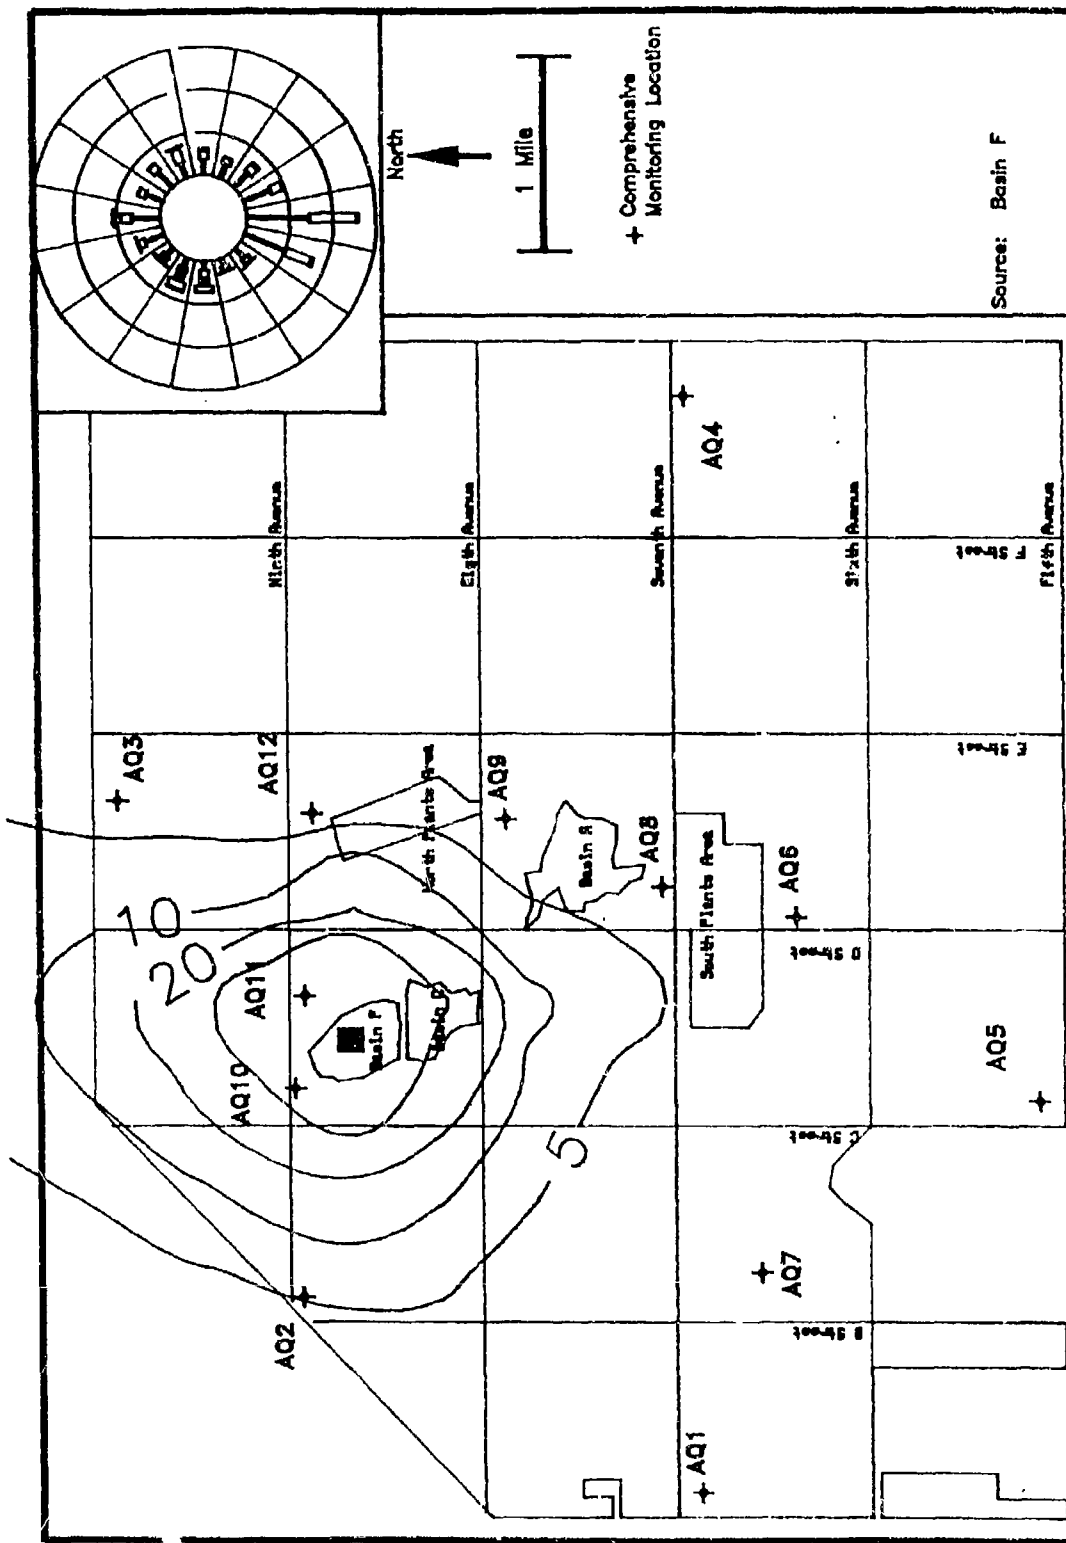 North
1 Mile
Comprehensive
Monitoring Location
Source: Basin F
AQ3
AQ12
Ninth Avenue
10
20
AQ11
AQ10
AQ2
Basin F
Basin C
North Plants Area
Eigth Avenue
AQ9
Basin A
AQ8
5
Seventh Avenue
AQ4
South Plants Area
AQ6
AQ1
AQ7
B Street
C Street
D Street
Sixth Avenue
AQ5
E Street
Fifth Avenue